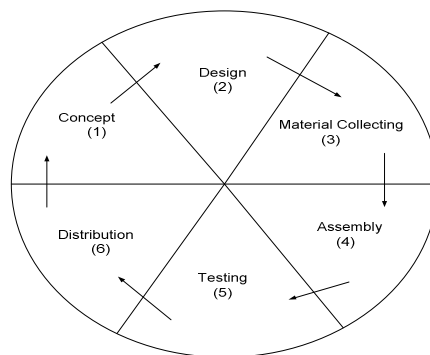 Concept
(1)
Design
(2)
Material Collecting
(3)
Assembly
(4)
Testing
(5)
Distribution
(6)